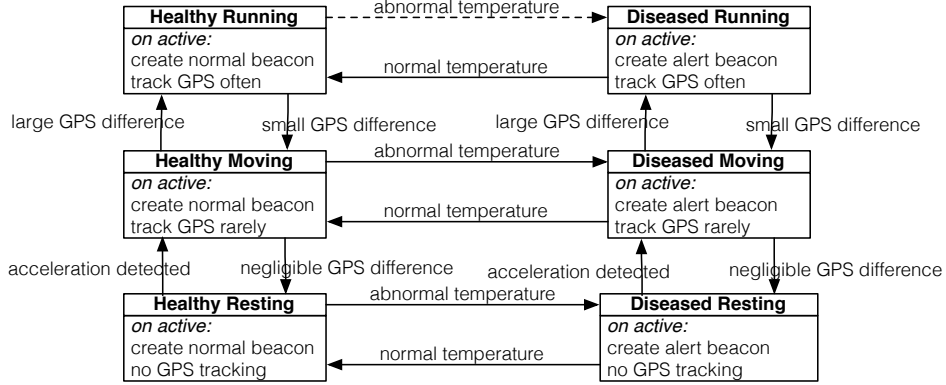 Healthy Running
on active:
create normal beacon
track GPS often
abnormal temperature
normal temperature
Diseased Running
on active:
create alert beacon
track GPS often
large GPS difference
small GPS difference
large GPS difference
small GPS difference
Healthy Moving
on active:
create normal beacon
track GPS rarely
abnormal temperature
normal temperature
Diseased Moving
on active:
create alert beacon
track GPS rarely
acceleration detected
negligible GPS difference
acceleration detected
negligible GPS difference
Healthy Resting
on active:
create normal beacon
no GPS tracking
abnormal temperature
normal temperature
Diseased Resting
on active:
create alert beacon
no GPS tracking